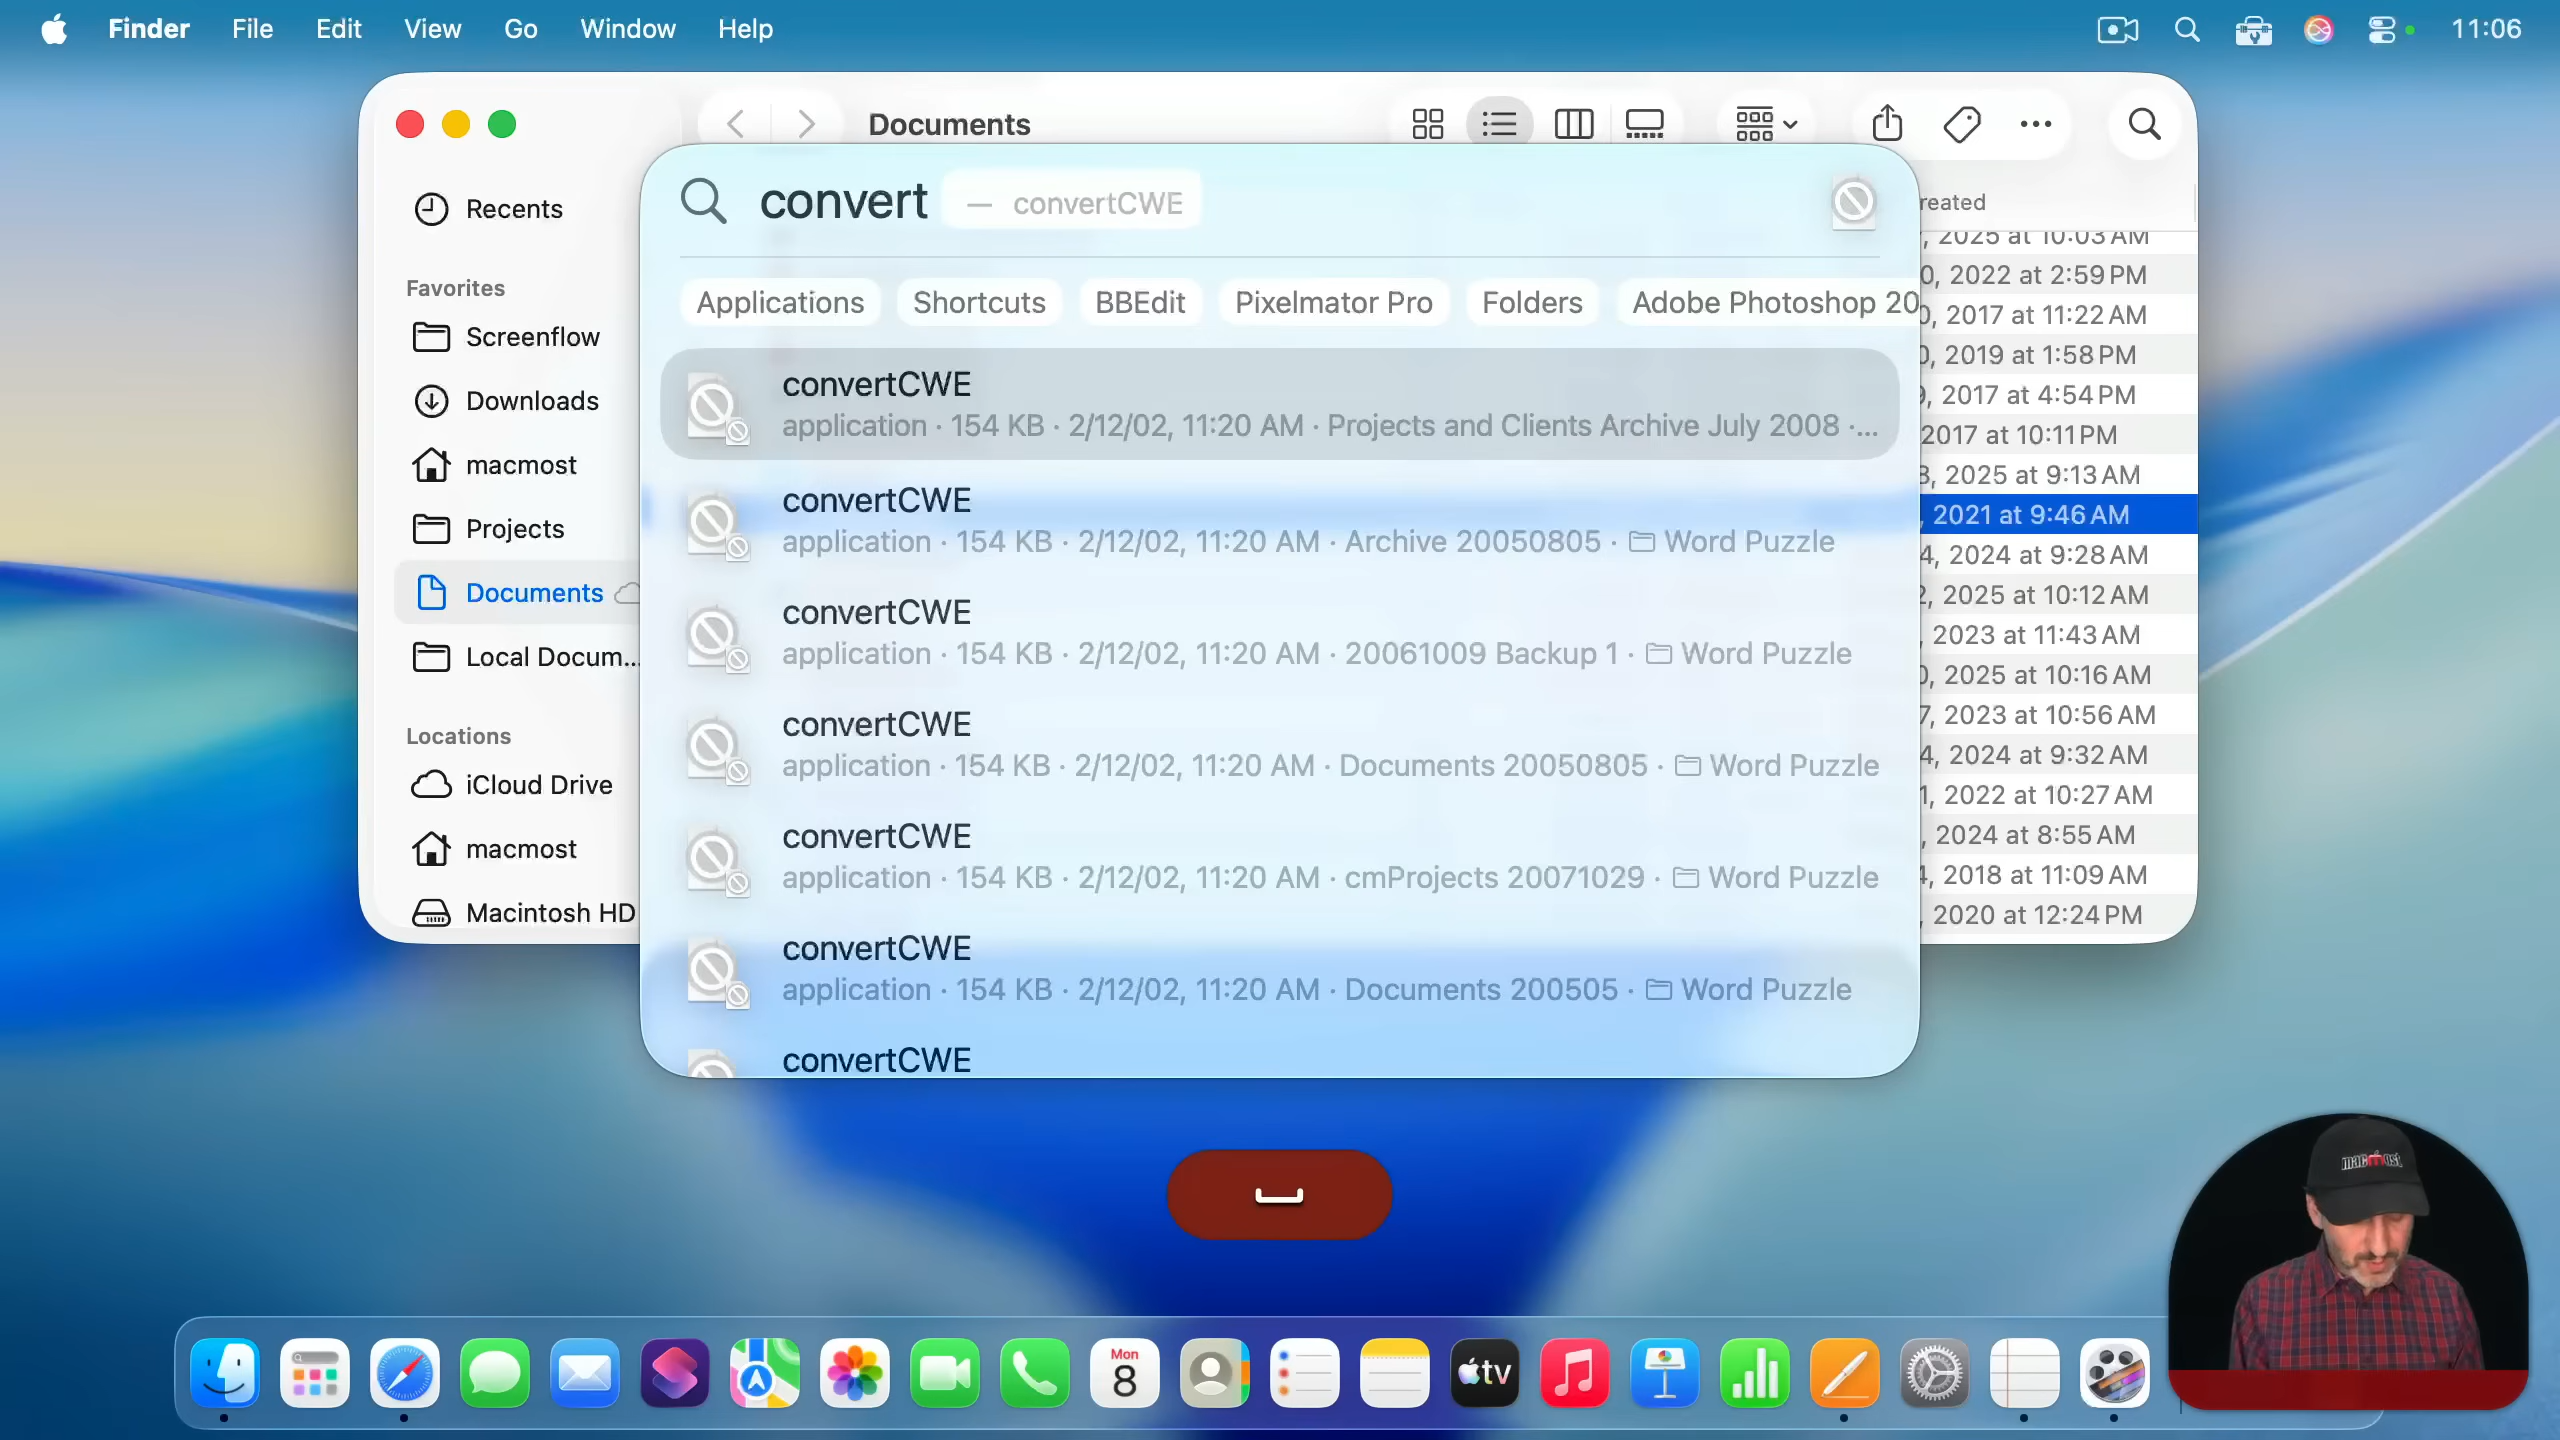 Finder File Edit View Go Window Help 11:06
Documents
Recents
Favorites
Screenflow
Downloads
macmost
Projects
Documents
Local Docum...
Locations
iCloud Drive
macmost
Macintosh HD
convert — convertCWE
Applications Shortcuts BBEdit Pixelmator Pro Folders Adobe Photoshop 20
convertCWE
application · 154 KB · 2/12/02, 11:20 AM · Projects and Clients Archive July 2008 ·...
convertCWE
application · 154 KB · 2/12/02, 11:20 AM · Archive 20050805 · Word Puzzle
convertCWE
application · 154 KB · 2/12/02, 11:20 AM · 20061009 Backup 1 · Word Puzzle
convertCWE
application · 154 KB · 2/12/02, 11:20 AM · Documents 20050805 · Word Puzzle
convertCWE
application · 154 KB · 2/12/02, 11:20 AM · cmProjects 20071029 · Word Puzzle
convertCWE
application · 154 KB · 2/12/02, 11:20 AM · Documents 200505 · Word Puzzle
convertCWE
reated
, 2025 at 10:03 AM
0, 2022 at 2:59 PM
0, 2017 at 11:22 AM
0, 2019 at 1:58 PM
9, 2017 at 4:54 PM
2017 at 10:11 PM
8, 2025 at 9:13 AM
, 2021 at 9:46 AM
4, 2024 at 9:28 AM
2, 2025 at 10:12 AM
, 2023 at 11:43 AM
0, 2025 at 10:16 AM
7, 2023 at 10:56 AM
4, 2024 at 9:32 AM
1, 2022 at 10:27 AM
, 2024 at 8:55 AM
4, 2018 at 11:09 AM
, 2020 at 12:24 PM
macmost
Mon
8
tv